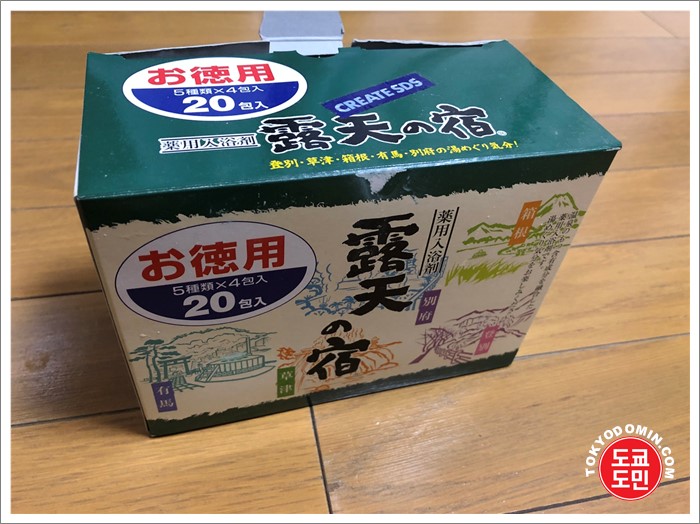 お徳用
5種類×4包入
20包入
CREATE SDS
薬用入浴剤
露天の宿
登別・草津・箱根・有馬・別府の湯めぐり気分!
お徳用
5種類×4包入
20包入
薬用入浴剤
露天の宿
箱根
別府
登別
草津
有馬
TOKYODOMIN.COM
도쿄
도민